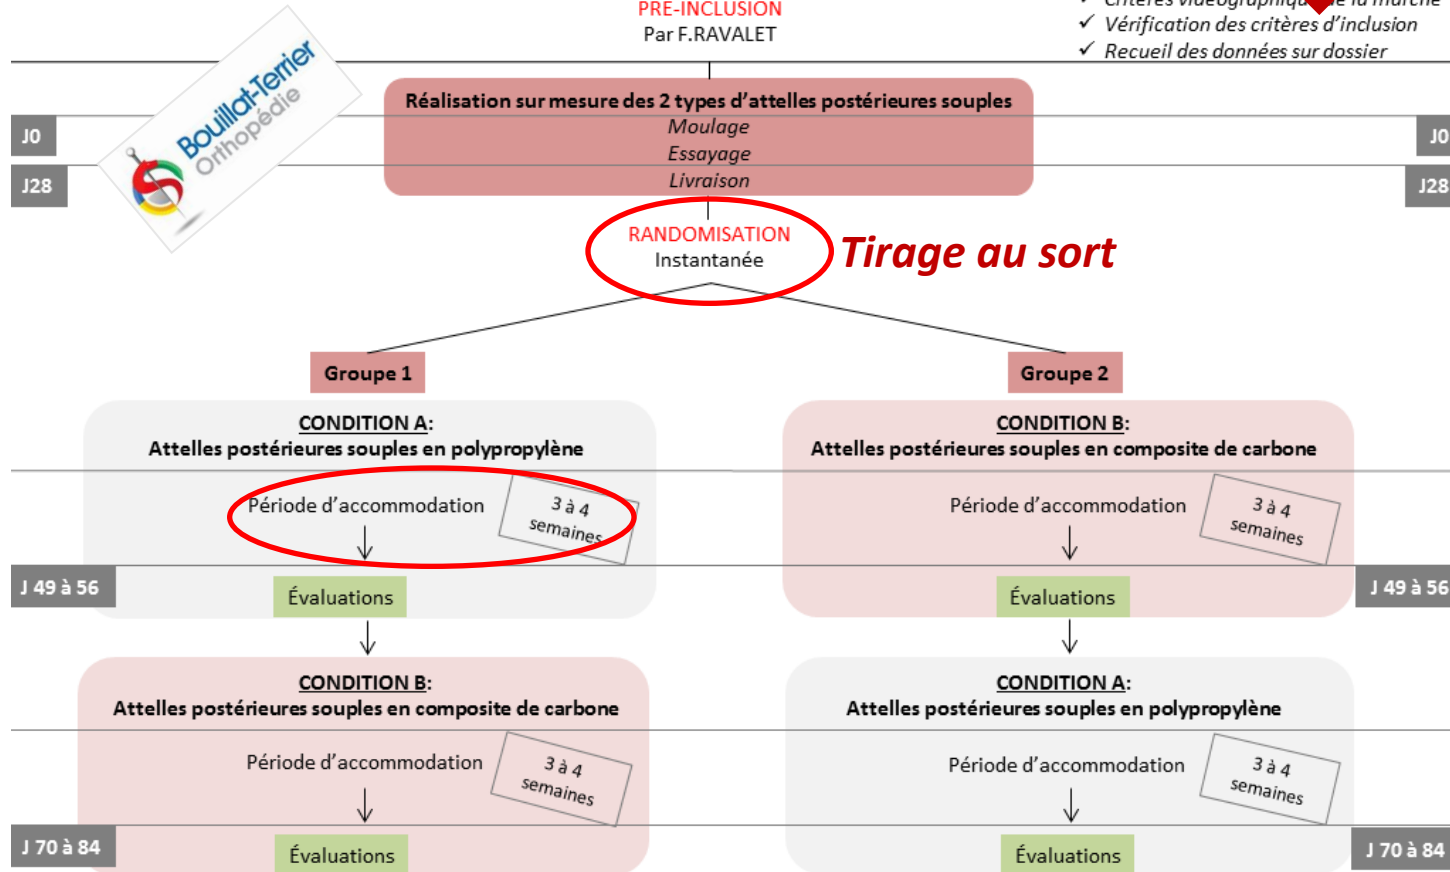 PRE-INCLUSION
Par F.RAVALET
Critères vidéographiques de la marche
✓ Vérification des critères d’inclusion
✓ Recueil des données sur dossier
Bouillat-Terrier
Orthopédie
Réalisation sur mesure des 2 types d’attelles postérieures souples
Moulage
Essayage
Livraison
J0
J0
J28
J28
RANDOMISATION
Instantanée
Tirage au sort
Groupe 1
Groupe 2
CONDITION A:
Attelles postérieures souples en polypropylène
CONDITION B:
Attelles postérieures souples en composite de carbone
Période d’accommodation
3 à 4
semaines
Période d’accommodation
3 à 4
semaines
J 49 à 56
Évaluations
Évaluations
J 49 à 56
CONDITION B:
Attelles postérieures souples en composite de carbone
CONDITION A:
Attelles postérieures souples en polypropylène
Période d’accommodation
3 à 4
semaines
Période d’accommodation
3 à 4
semaines
J 70 à 84
Évaluations
Évaluations
J 70 à 84